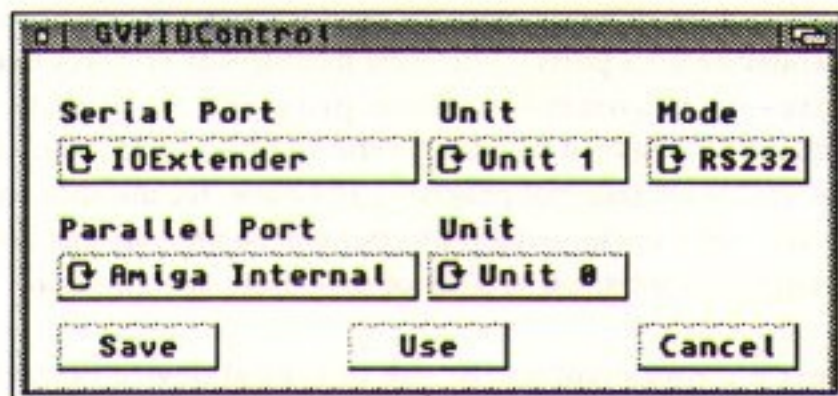 GVPIOControl
Serial Port Unit Mode
IOExtender Unit 1 RS232
Parallel Port Unit
Amiga Internal Unit 0
Save Use Cancel